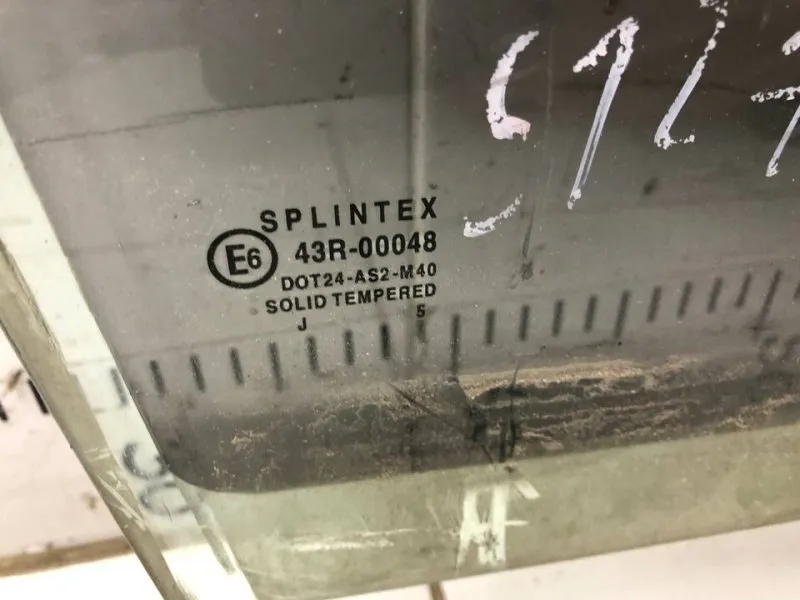 SPLINTEX
E6 43R-00048
DOT24-AS2-M40
SOLID TEMPERED
J 5